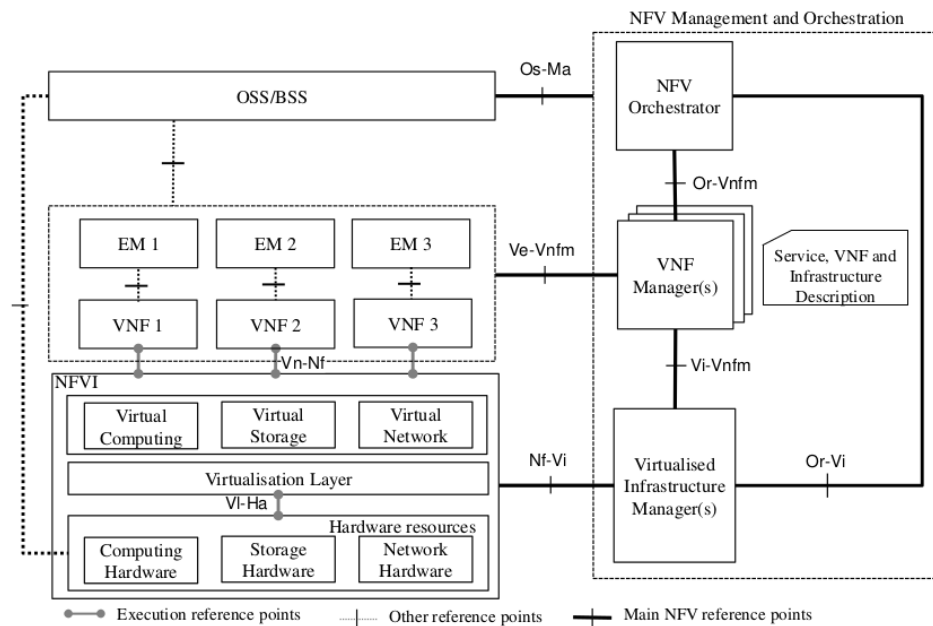 NFV Management and Orchestration
Os-Ma
OSS/BSS
NFV
Orchestrator
Or-Vnfm
EM 1
EM 2
EM 3
Ve-Vnfm
VNF
Manager(s)
Service, VNF and
Infrastructure
Description
VNF 1
VNF 2
VNF 3
Vn-Nf
Vi-Vnfm
NFVI
Virtual
Computing
Virtual
Storage
Virtual
Network
Nf-Vi
Virtualised
Infrastructure
Manager(s)
Or-Vi
Virtualisation Layer
Vl-Ha
Hardware resources
Computing
Hardware
Storage
Hardware
Network
Hardware
Execution reference points
Other reference points
Main NFV reference points